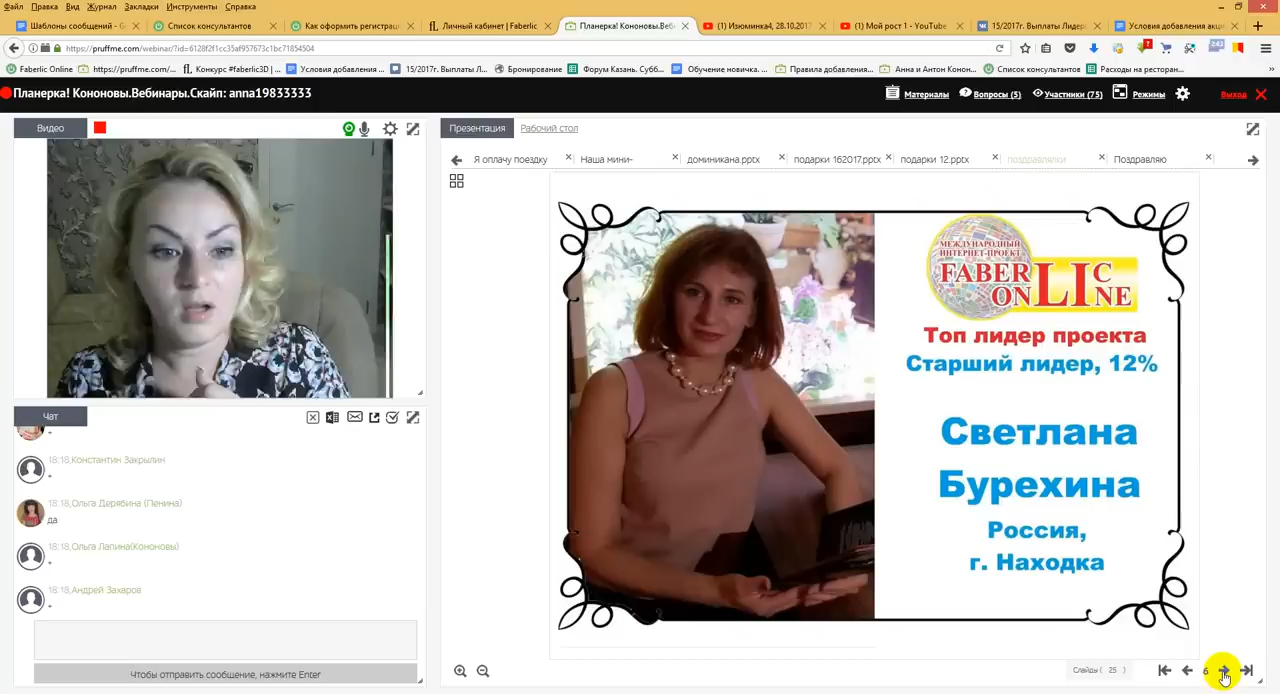 Файл Правка Вид Журнал Закладки Инструменты Справка
Шаблоны сообщений - G Список консультантов Как оформить регистрац Личный кабинет | Faberlic Планерка! Кононовы.Веб (1) Изюминка4, 28.10.2017 (1) Мой рост 1 - YouTube 15/2017г. Выплаты Лидер Условия добавления акци
https://pruffme.com/webinar/?id=6128f2f1cc35af957673c1bc71854504
Faberlic Online https://pruffme.com/... Конкурс #faberlic3D | ... Условия добавления ... 15/2017г. Выплаты Л... Бронирование Форум Казань. Субб... Обучение новичка. ... Правила добавления... Анна и Антон Конон... Список консультантов Расходы на ресторан...
Планерка! Кононовы.Вебинары.Скайп: anna19833333
Материалы Вопросы (5) Участники (75) Режимы Выход
Видео
Презентация Рабочий стол
Я оплачу поездку Наша мини- доминикана.pptx подарки 162017.pptx подарки 12.pptx поздравлялки Поздравляю
МЕЖДУНАРОДНЫЙ
ИНТЕРНЕТ-ПРОЕКТ
FABERLIC
ONLINE
Топ лидер проекта
Старший лидер, 12%
Светлана
Бурехина
Россия,
г. Находка
Чат
18:18,Константин Закрылин
+
18:18,Ольга Дерябина (Пенина)
да
18:18,Ольга Лапина(Кононовы)
+
18:18,Андрей Захаров
+
Чтобы отправить сообщение, нажмите Enter
Слайды ( 25 ) 6